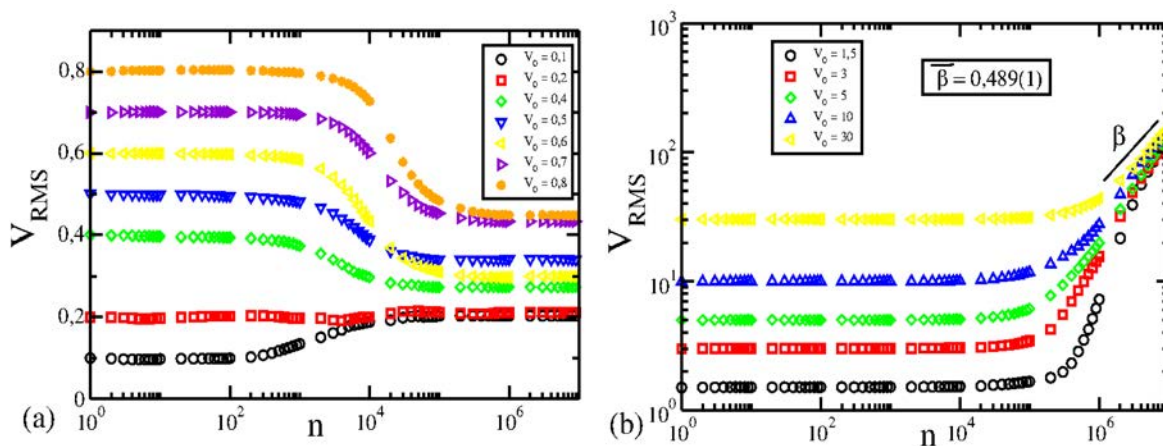 V_RMS
0,8
0,6
0,4
0,2
0
10^0
10^2
10^4
10^6
n
(a)
V_0 = 0,1
V_0 = 0,2
V_0 = 0,4
V_0 = 0,5
V_0 = 0,6
V_0 = 0,7
V_0 = 0,8
V_RMS
10^3
10^2
10^1
10^0
10^0
10^2
10^4
10^6
n
(b)
V_0 = 1,5
V_0 = 3
V_0 = 5
V_0 = 10
V_0 = 30
β̅ = 0,489(1)
β